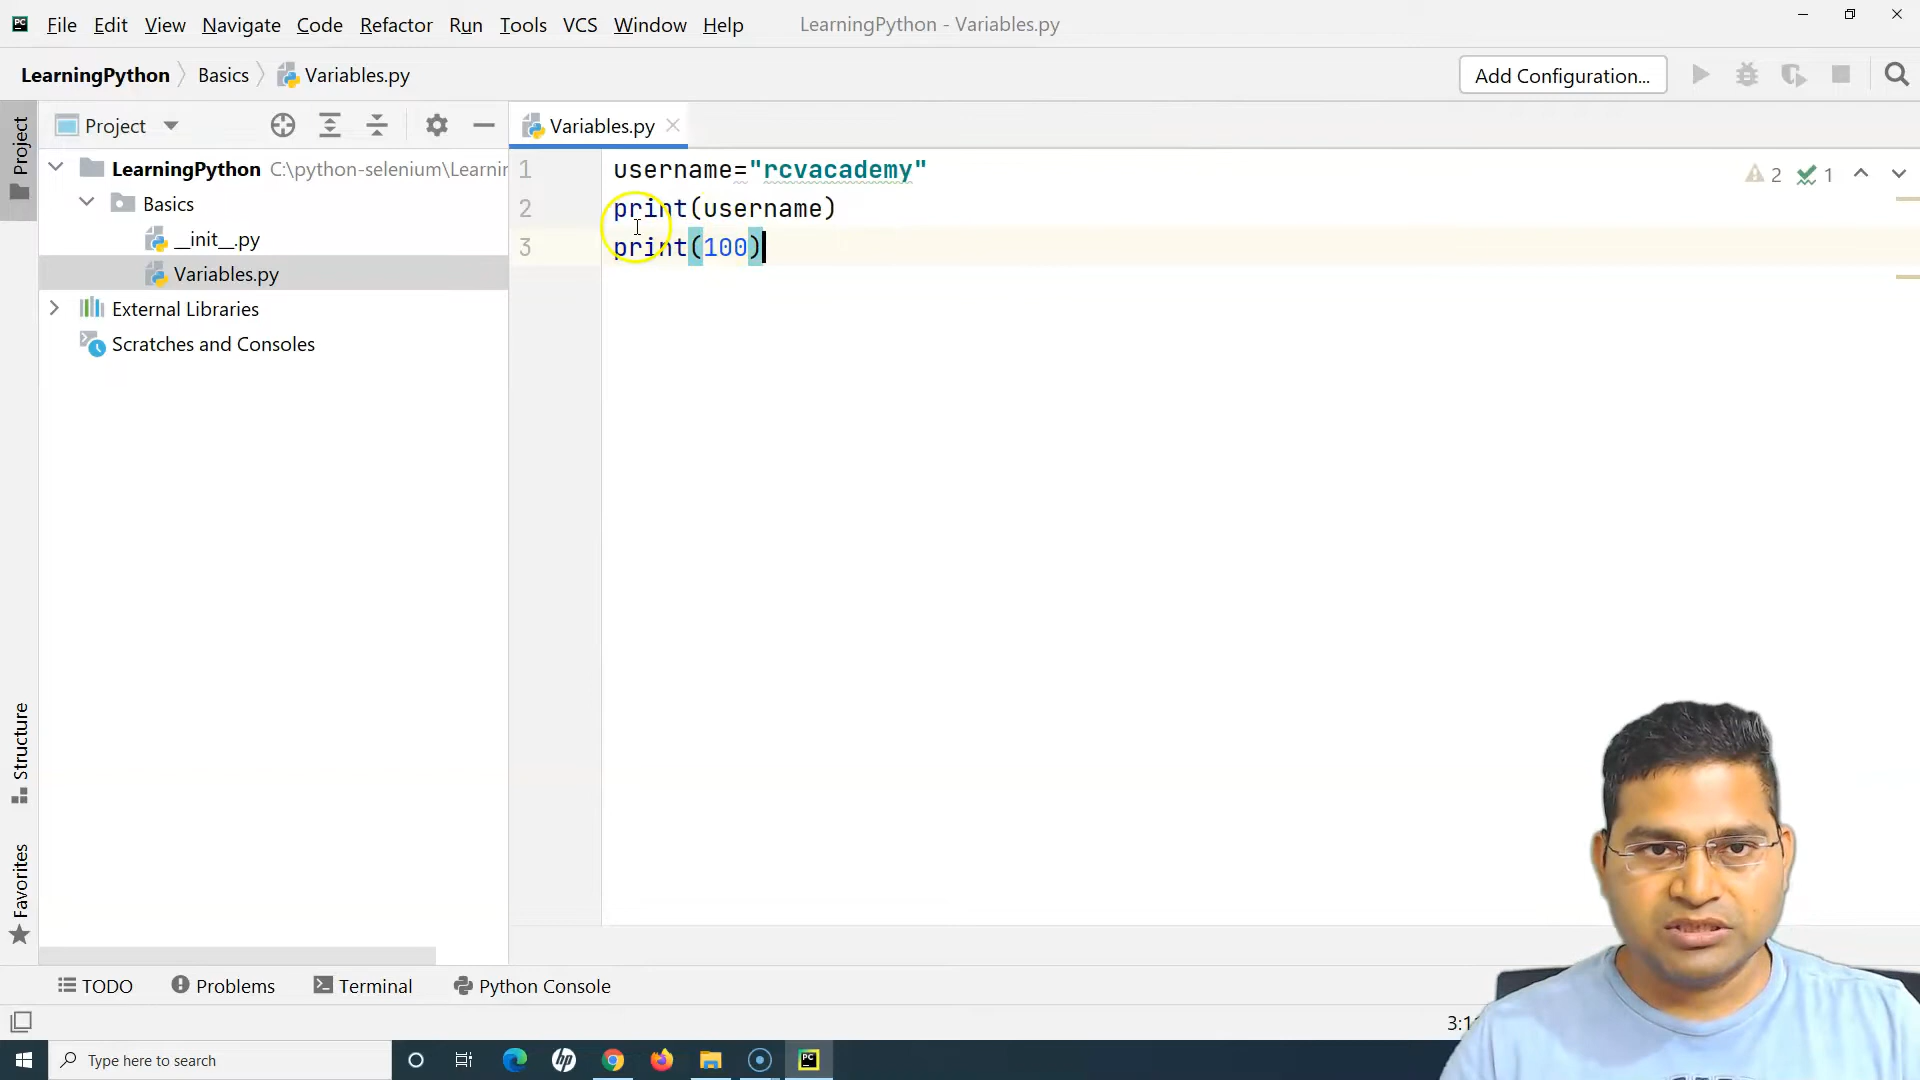 File Edit View Navigate Code Refactor Run Tools VCS Window Help LearningPython - Variables.py
LearningPython Basics Variables.py Add Configuration...
Project
Project
Variables.py
LearningPython C:\python-selenium\Learnir
Basics
__init__.py
Variables.py
External Libraries
Scratches and Consoles
1 username="rcvacademy"
2 print(username)
3 print(100)
2 1
Structure
Favorites
TODO Problems Terminal Python Console
Type here to search